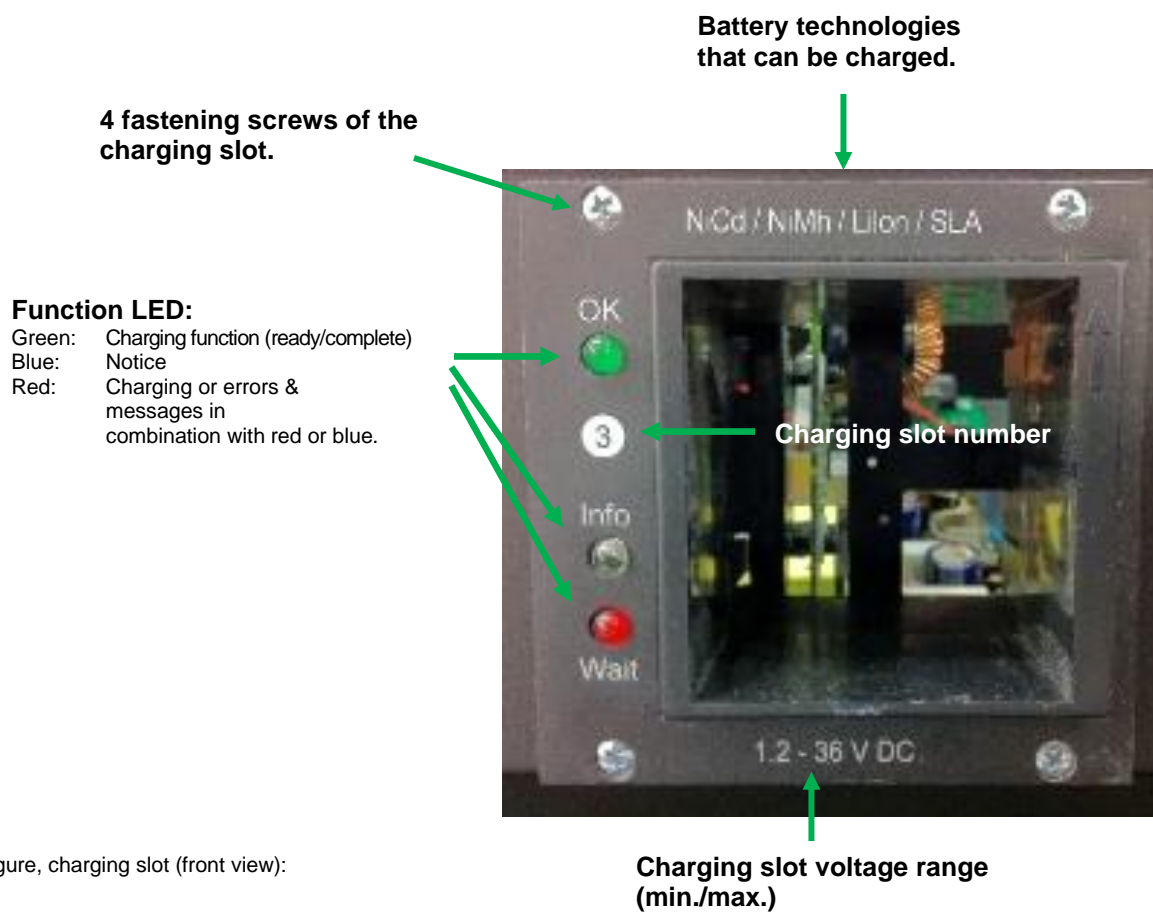 Battery technologies
that can be charged.
4 fastening screws of the
charging slot.
NiCd / NiMh / LiIon / SLA
Function LED:
Green: Charging function (ready/complete)
Blue: Notice
Red: Charging or errors &
messages in
combination with red or blue.
OK
3
Charging slot number
Info
Wait
1.2 - 36 V DC
gure, charging slot (front view):
Charging slot voltage range
(min./max.)